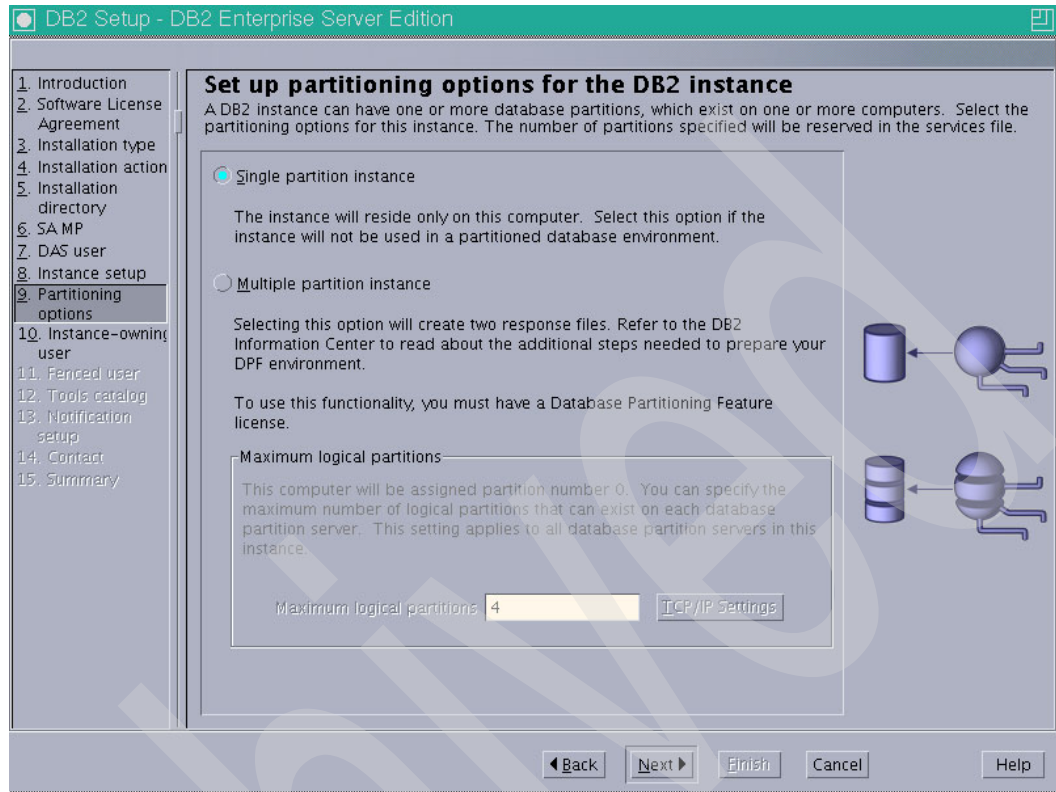 DB2 Setup - DB2 Enterprise Server Edition
1. Introduction
2. Software License
Agreement
3. Installation type
4. Installation action
5. Installation
directory
6. SA MP
7. DAS user
8. Instance setup
9. Partitioning
options
10. Instance-owning
user
11. Fenced user
12. Tools catalog
13. Notification
setup
14. Contact
15. Summary
Set up partitioning options for the DB2 instance
A DB2 instance can have one or more database partitions, which exist on one or more computers. Select the
partitioning options for this instance. The number of partitions specified will be reserved in the services file.
Single partition instance
The instance will reside only on this computer. Select this option if the
instance will not be used in a partitioned database environment.
Multiple partition instance
Selecting this option will create two response files. Refer to the DB2
Information Center to read about the additional steps needed to prepare your
DPF environment.
To use this functionality, you must have a Database Partitioning Feature
license.
Maximum logical partitions
This computer will be assigned partition number 0. You can specify the
maximum number of logical partitions that can exist on each database
partition server. This setting applies to all database partition servers in this
instance.
Maximum logical partitions 4 TCP/IP Settings
Back Next Finish Cancel Help